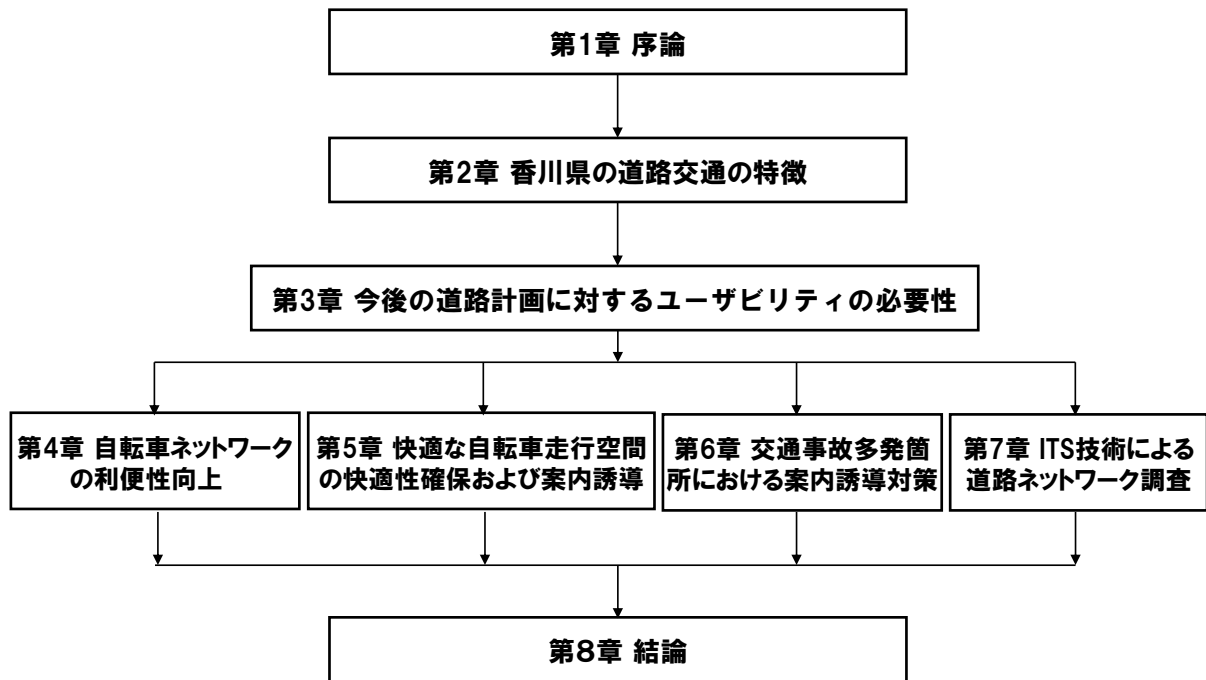 第1章 序論
第2章 香川県の道路交通の特徴
第3章 今後の道路計画に対するユーザビリティの必要性
第4章 自転車ネットワーク
の利便性向上
第5章 快適な自転車走行空間
の快適性確保および案内誘導
第6章 交通事故多発箇
所における案内誘導対策
第7章 ITS技術による
道路ネットワーク調査
第8章 結論